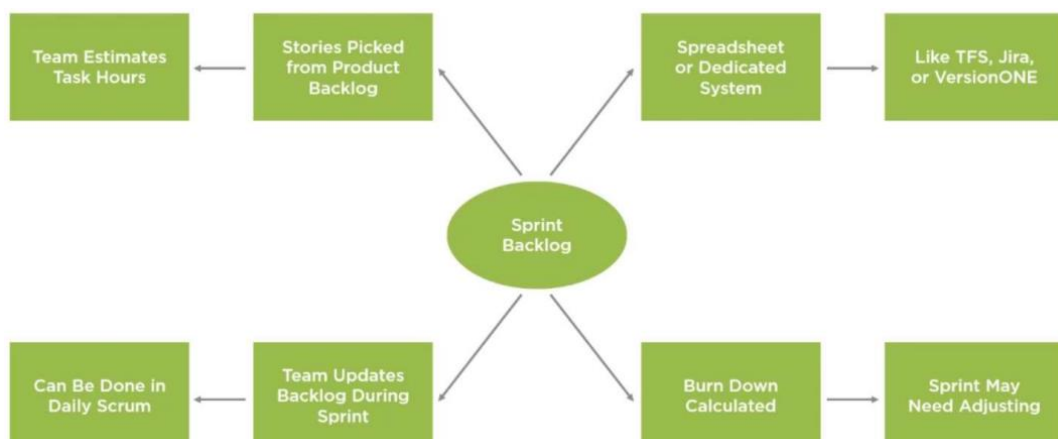 Team Estimates
Task Hours
Stories Picked
from Product
Backlog
Spreadsheet
or Dedicated
System
Like TFS, Jira,
or VersionONE
Sprint
Backlog
Can Be Done in
Daily Scrum
Team Updates
Backlog During
Sprint
Burn Down
Calculated
Sprint May
Need Adjusting